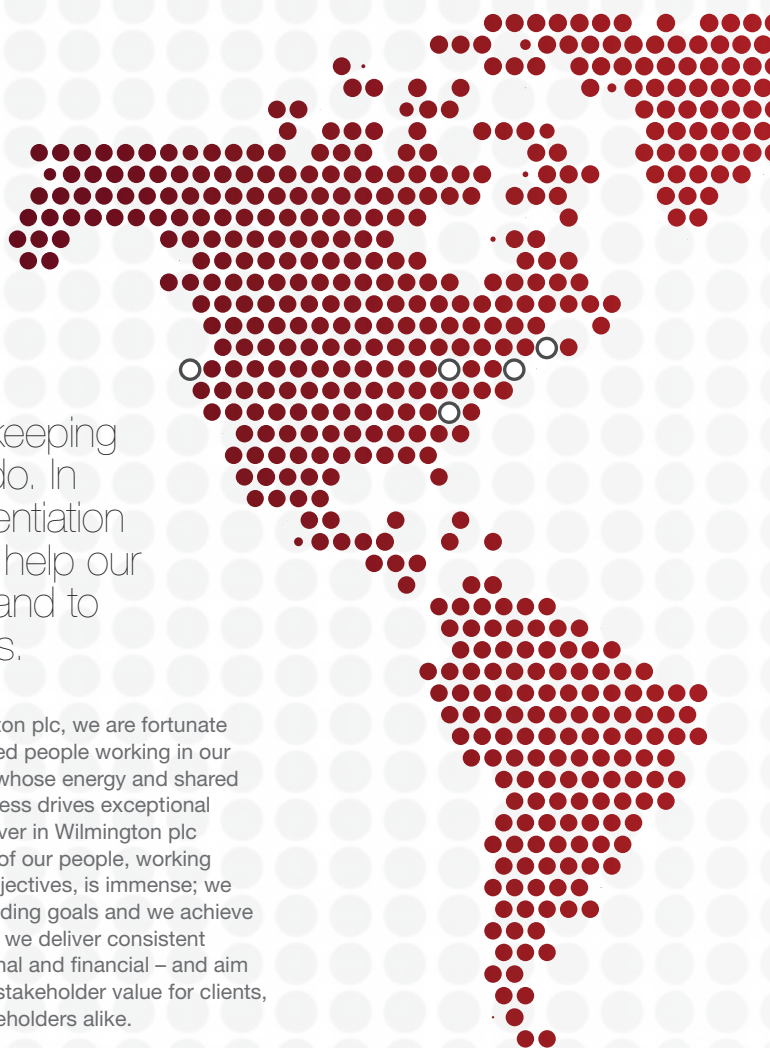 keeping
do. In
entiation
help our
and to
s.
ton plc, we are fortunate
ed people working in our
whose energy and shared
ess drives exceptional
ver in Wilmington plc
of our people, working
jectives, is immense; we
ding goals and we achieve
we deliver consistent
nal and financial – and aim
stakeholder value for clients,
eholders alike.